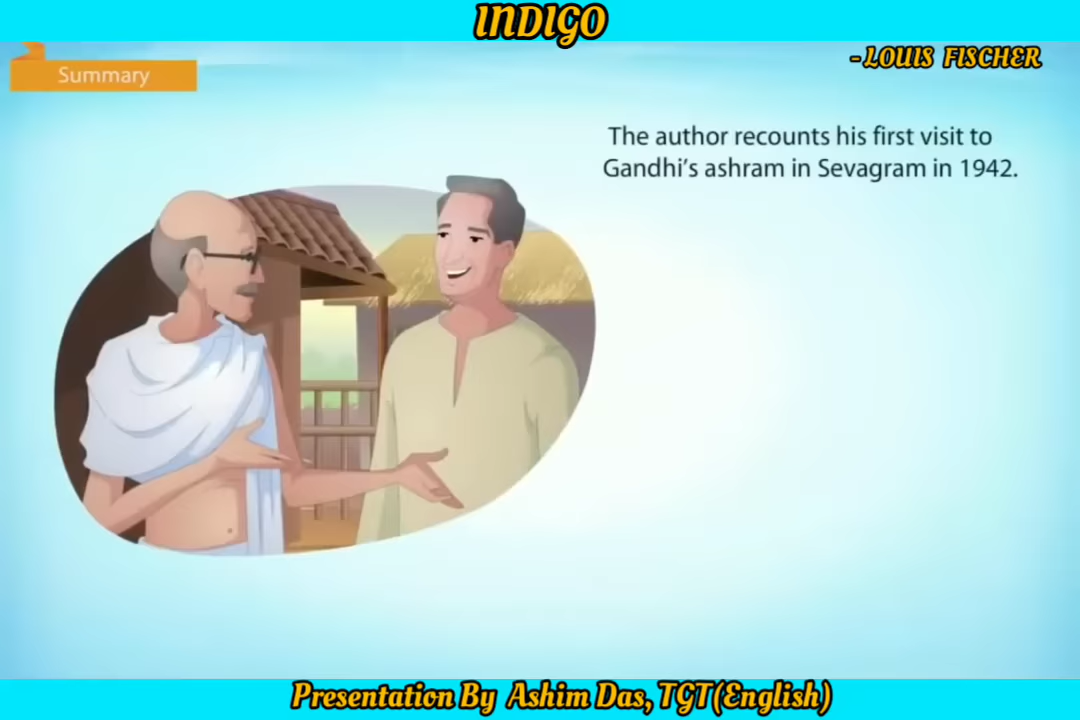 INDIGO
- LOUIS FISCHER
Summary
The author recounts his first visit to
Gandhi's ashram in Sevagram in 1942.
Presentation By Ashim Das, TGT(English)